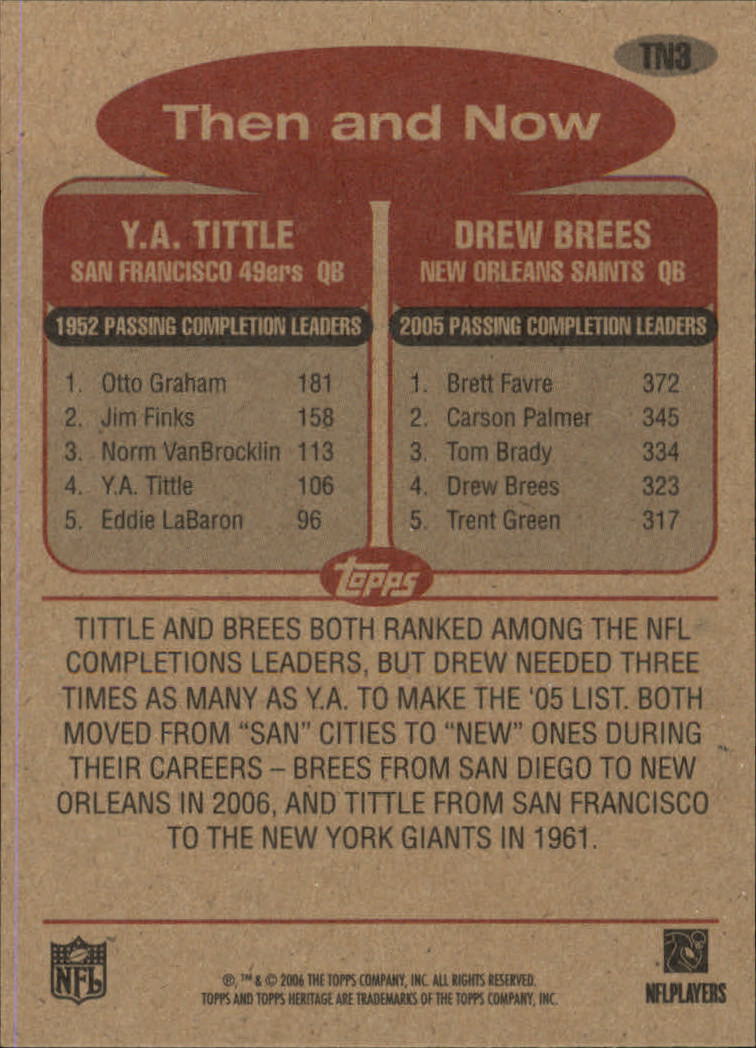 TN3
Then and Now
Y.A. TITTLE
SAN FRANCISCO 49ers QB
1952 PASSING COMPLETION LEADERS
1. Otto Graham 181
2. Jim Finks 158
3. Norm VanBrocklin 113
4. Y.A. Tittle 106
5. Eddie LaBaron 96
DREW BREES
NEW ORLEANS SAINTS QB
2005 PASSING COMPLETION LEADERS
1. Brett Favre 372
2. Carson Palmer 345
3. Tom Brady 334
4. Drew Brees 323
5. Trent Green 317
topps
TITTLE AND BREES BOTH RANKED AMONG THE NFL
COMPLETIONS LEADERS, BUT DREW NEEDED THREE
TIMES AS MANY AS Y.A. TO MAKE THE '05 LIST. BOTH
MOVED FROM “SAN” CITIES TO “NEW” ONES DURING
THEIR CAREERS – BREES FROM SAN DIEGO TO NEW
ORLEANS IN 2006, AND TITTLE FROM SAN FRANCISCO
TO THE NEW YORK GIANTS IN 1961.
NFL ™
®, ™ & © 2006 THE TOPPS COMPANY, INC. ALL RIGHTS RESERVED.
TOPPS AND TOPPS HERITAGE ARE TRADEMARKS OF THE TOPPS COMPANY, INC.
NFLPLAYERS